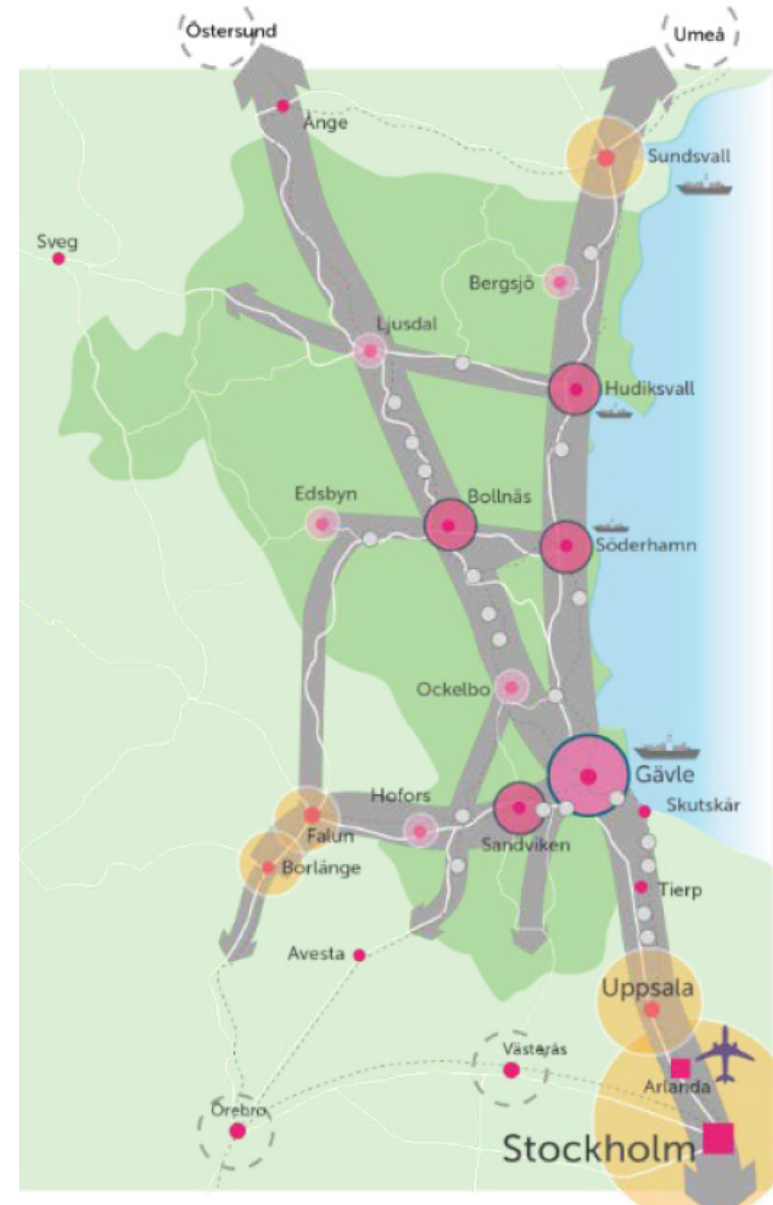 Östersund
Umeå
Ånge
Sundsvall
Sveg
Bergsjö
Ljusdal
Hudiksvall
Edsbyn
Bollnäs
Söderhamn
Ockelbo
Gävle
Hofors
Skutskär
Falun
Sandviken
Borlänge
Tierp
Avesta
Uppsala
Västerås
Arlanda
Örebro
Stockholm